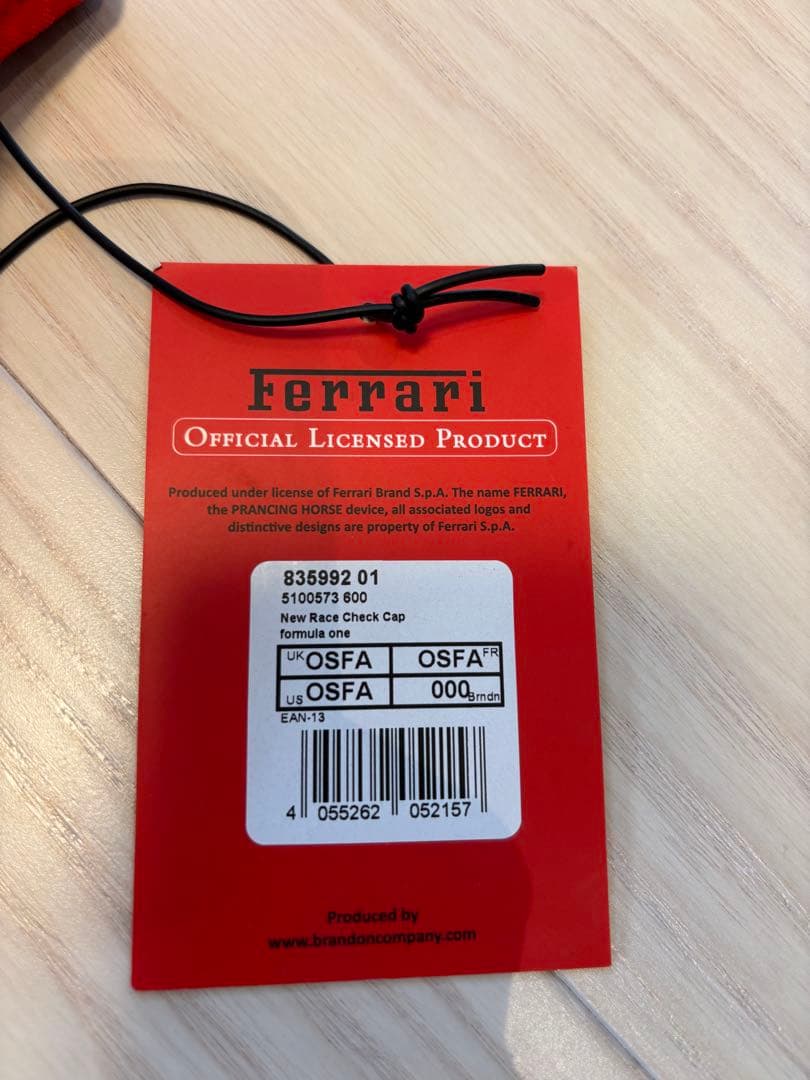 Ferrari
OFFICIAL LICENSED PRODUCT
Produced under license of Ferrari Brand S.p.A. The name FERRARI,
the PRANCING HORSE device, all associated logos and
distinctive designs are property of Ferrari S.p.A.
835992 01
5100573 600
New Race Check Cap
formula one
UK OSFA OSFA FR
US OSFA 000 Brndn
EAN-13
4 055262 052157
Produced by
www.brandoncompany.com